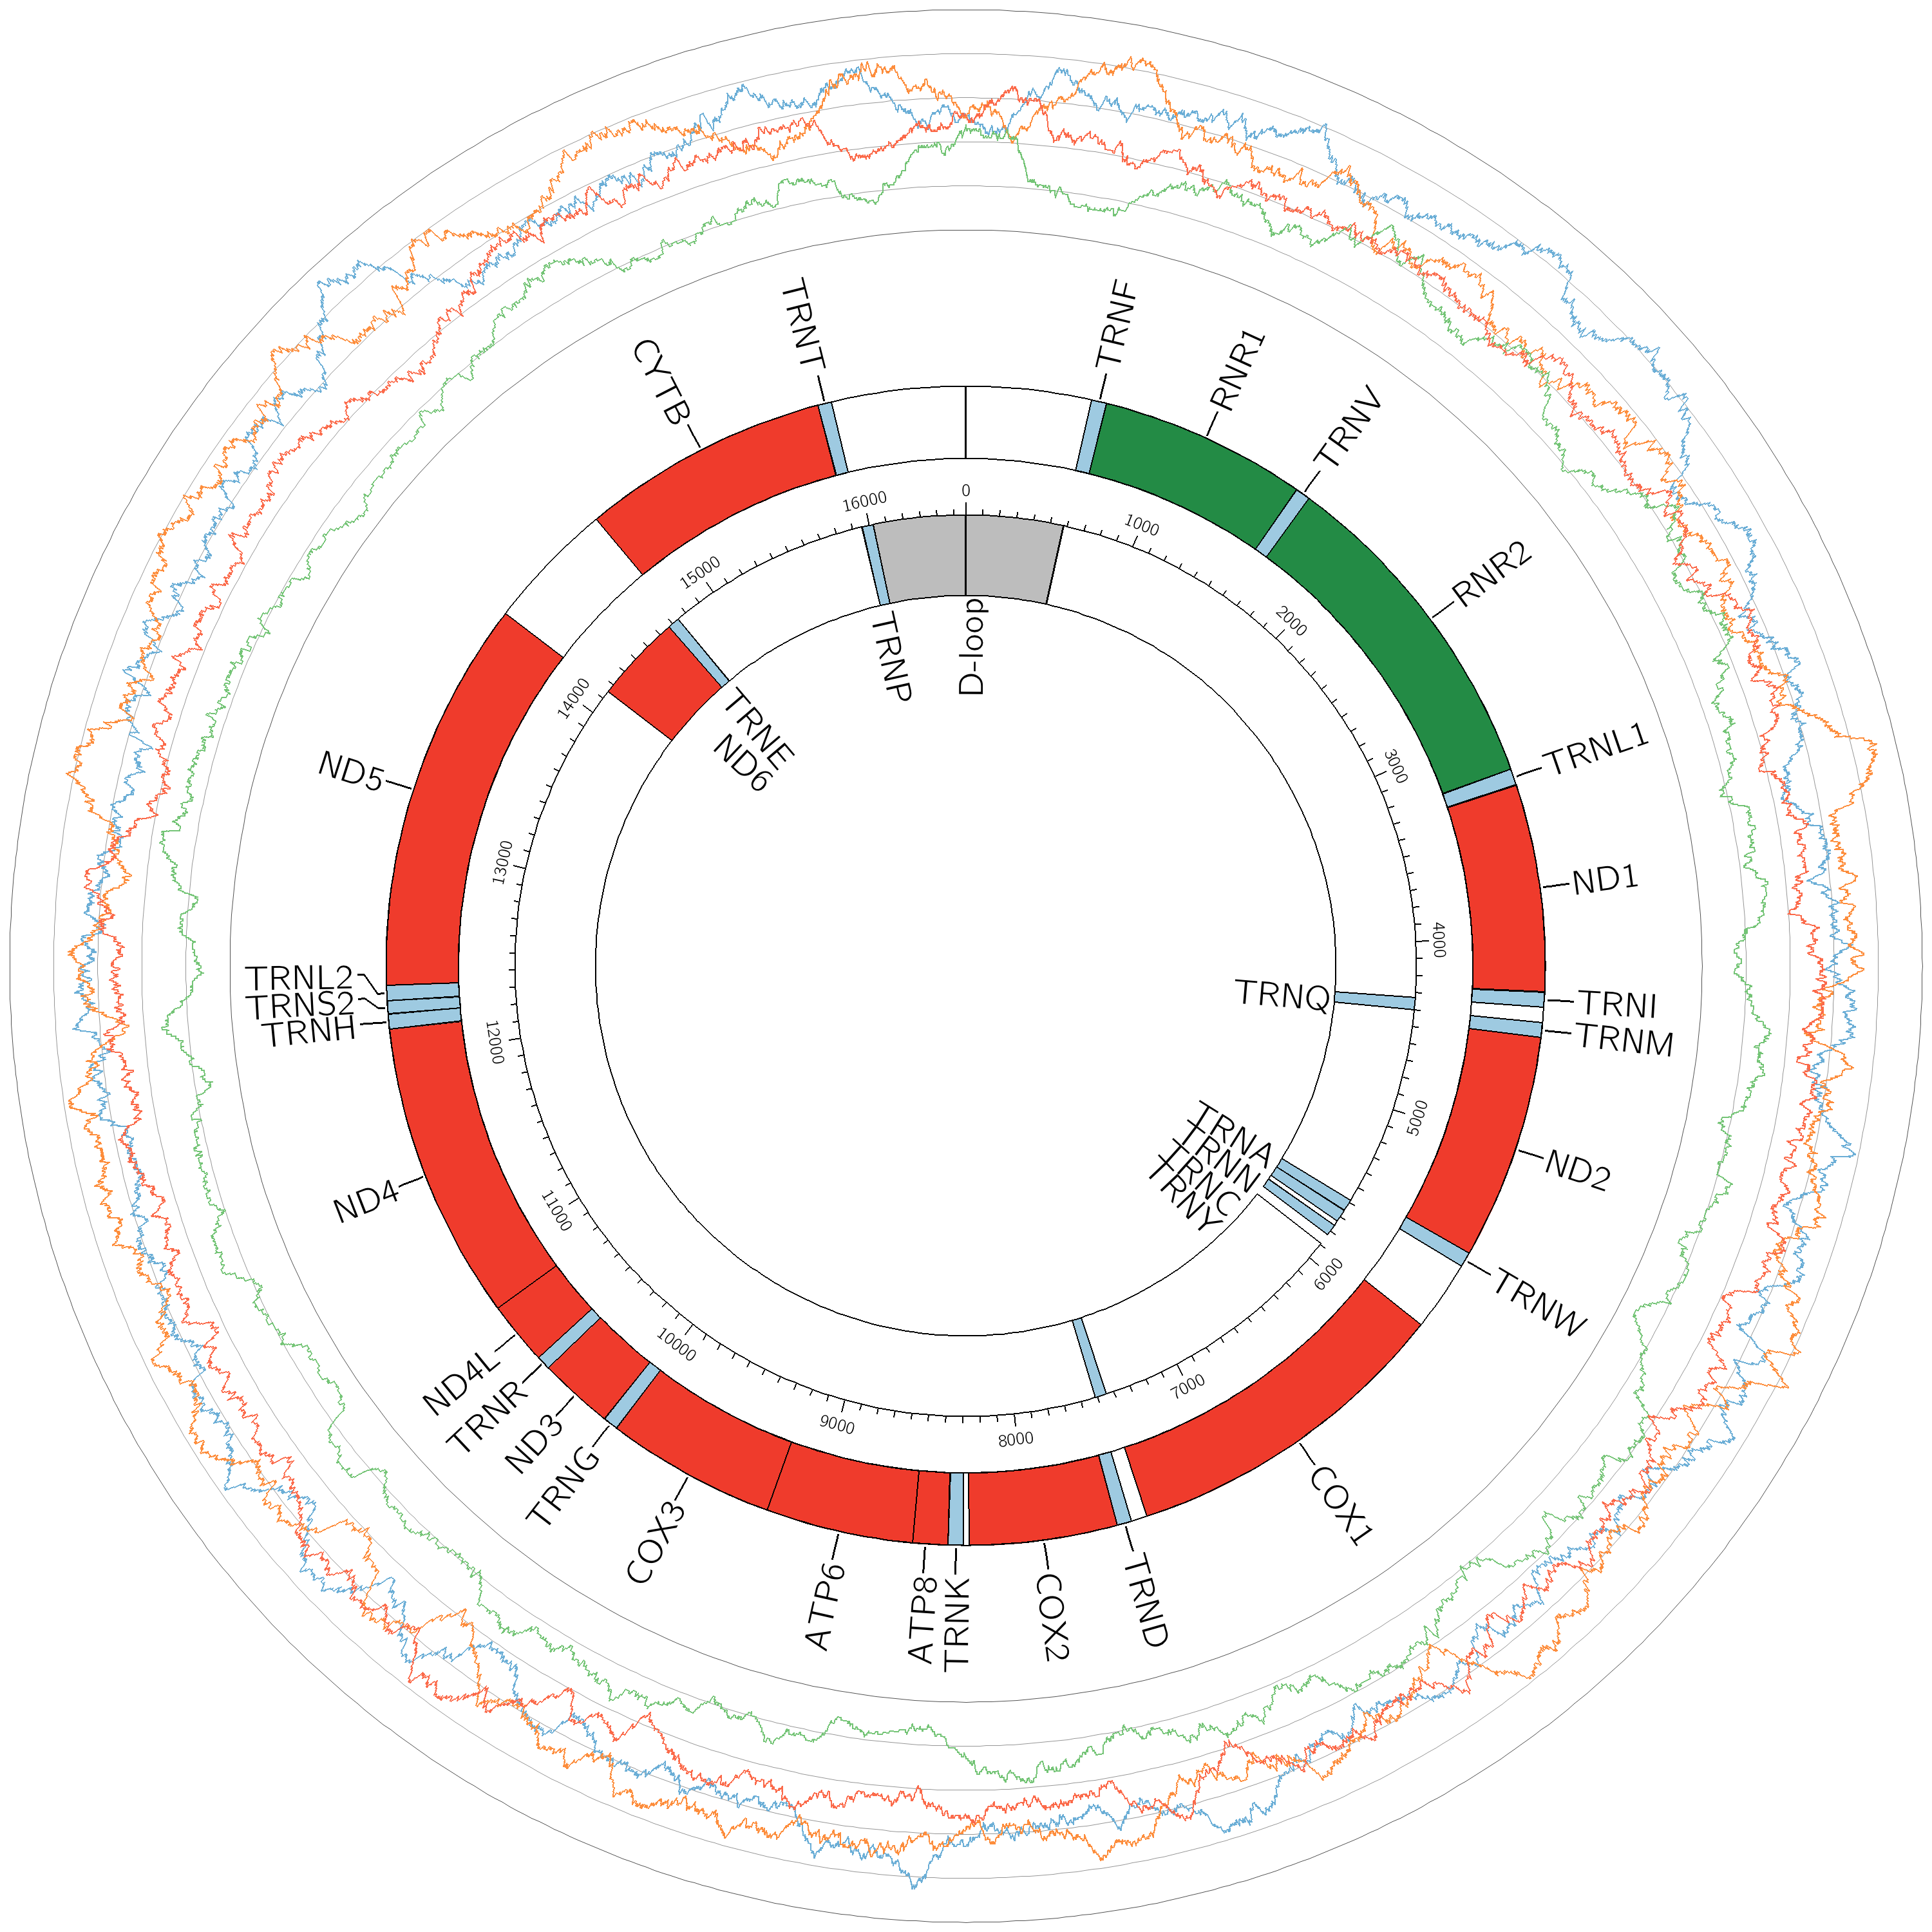 TRNF
RNR1
TRNV
RNR2
TRNL1
ND1
TRNI
TRNM
ND2
TRNW
COX1
TRND
COX2
TRNK
ATP8
ATP6
COX3
TRNG
ND3
TRNR
ND4L
ND4
TRNH
TRNS2
TRNL2
ND5
CYTB
TRNT
0
1000
2000
3000
4000
5000
6000
7000
8000
9000
10000
11000
12000
13000
14000
15000
16000
D-loop
TRNQ
TRNA
TRNN
TRNC
TRNY
ND6
TRNE
TRNP